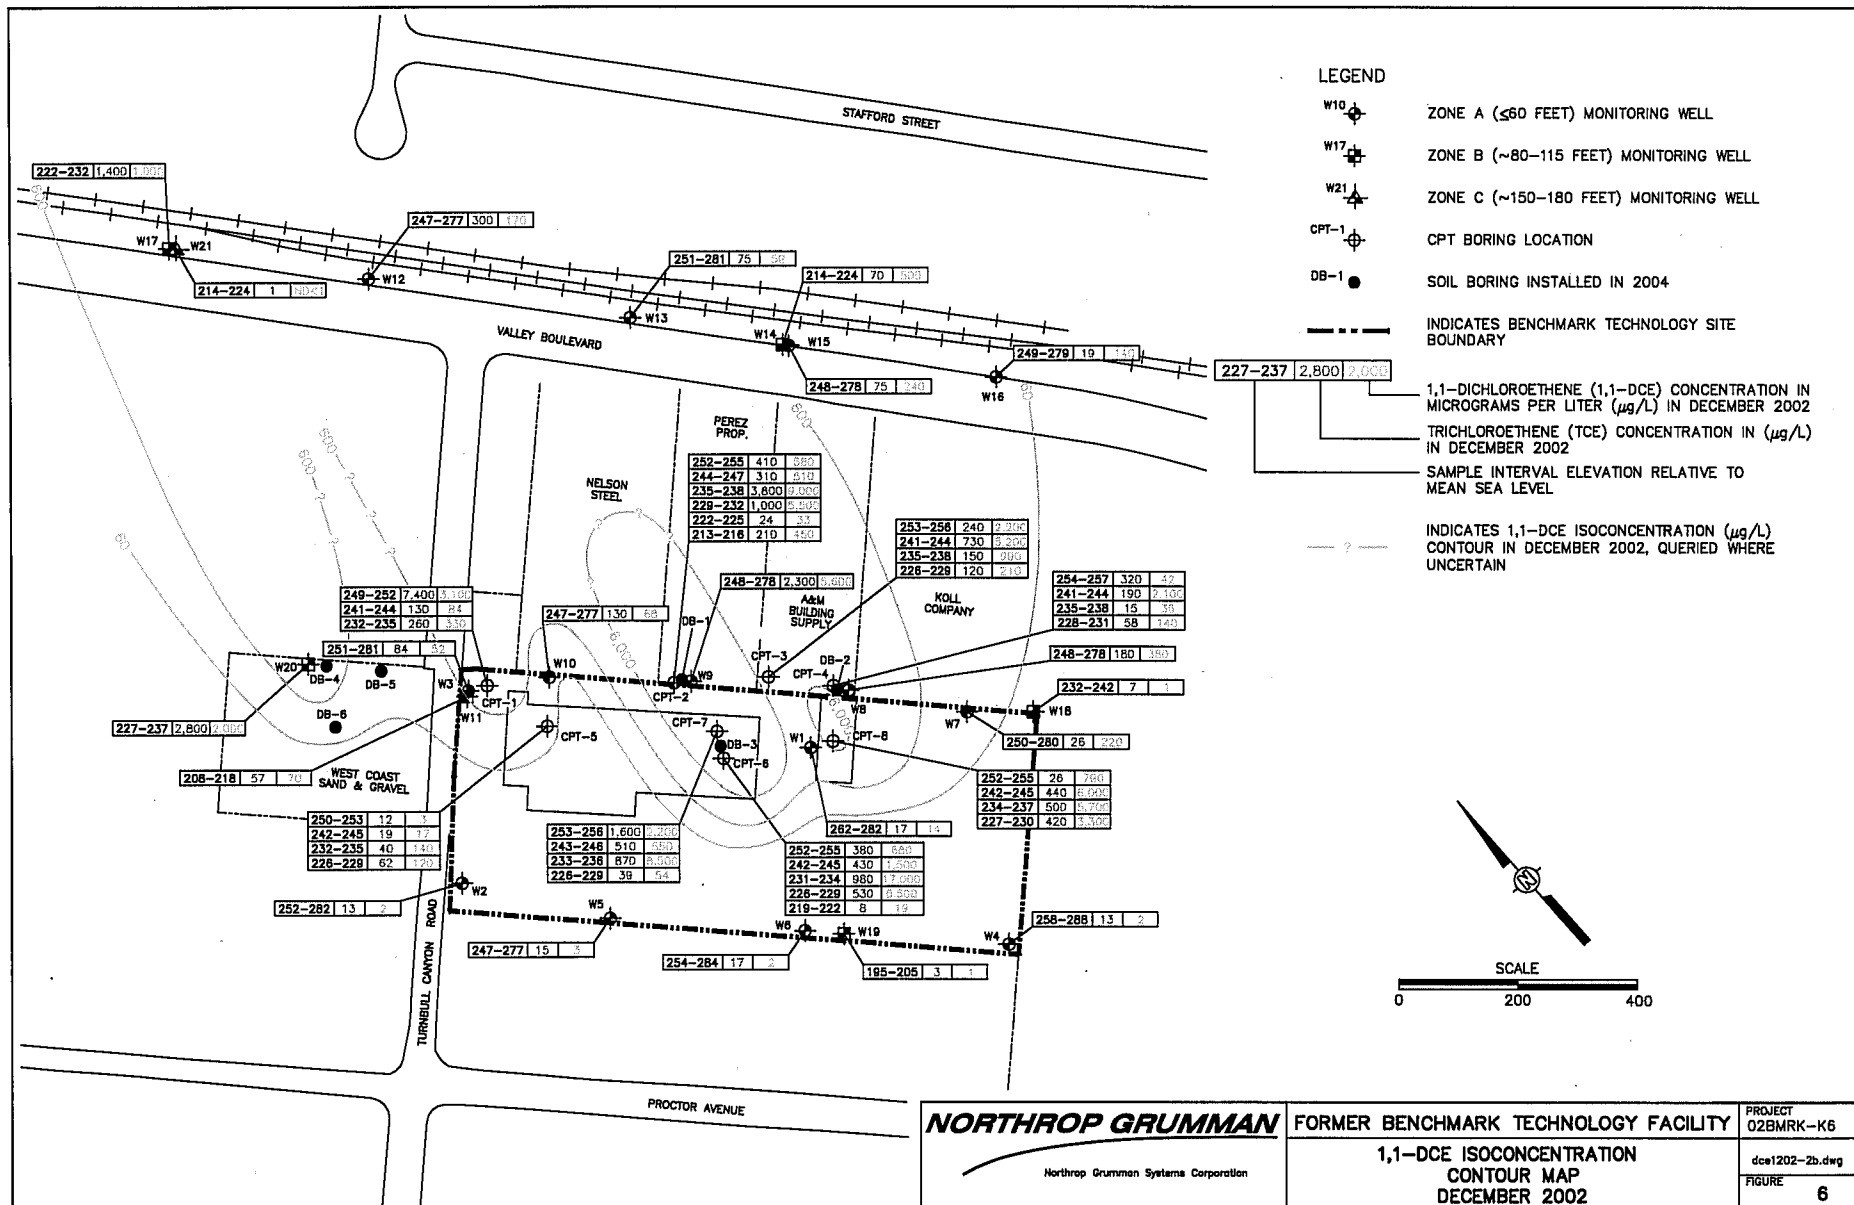 STAFFORD STREET
LEGEND
W10 ZONE A (≤60 FEET) MONITORING WELL
W17 ZONE B (~80-115 FEET) MONITORING WELL
W21 ZONE C (~150-180 FEET) MONITORING WELL
CPT-1 CPT BORING LOCATION
DB-1 SOIL BORING INSTALLED IN 2004
INDICATES BENCHMARK TECHNOLOGY SITE
BOUNDARY
227-237 2,800 2,000
1,1-DICHLOROETHENE (1,1-DCE) CONCENTRATION IN
MICROGRAMS PER LITER (µg/L) IN DECEMBER 2002
TRICHLOROETHENE (TCE) CONCENTRATION IN (µg/L)
IN DECEMBER 2002
SAMPLE INTERVAL ELEVATION RELATIVE TO
MEAN SEA LEVEL
? INDICATES 1,1-DCE ISOCONCENTRATION (µg/L)
CONTOUR IN DECEMBER 2002, QUERIED WHERE
UNCERTAIN
222-232 1,400 1,000
600
W17 W21
214-224 1 ND<1
247-277 300 170
W12
251-281 75 59
W13
214-224 70 500
W14 W15
248-278 75 240
249-279 19 140
W16
60
VALLEY BOULEVARD
600
600
600
60
PEREZ
PROP.
252-255 410 580
244-247 310 510
235-238 3,800 9,000
229-232 1,000 5,500
222-225 24 33
213-216 210 450
NELSON
STEEL
253-256 240 2,200
241-244 730 5,200
235-238 150 990
226-229 120 210
248-278 2,300 5,600
A&M
BUILDING
SUPPLY
KOLL
COMPANY
254-257 320 42
241-244 190 2,100
235-238 15 36
228-231 58 140
249-252 7,400 3,100
241-244 130 84
232-235 260 330
247-277 130 68
6,000
251-281 84 52
248-278 180 380
W20 DB-4
DB-5
DB-6
W3 CPT-1
W11
W10
DB-1
CPT-2 W9
CPT-3
DB-2
CPT-4 W8
6,000
232-242 7 1
W7 W18
227-237 2,800 2,000
CPT-5
CPT-7
DB-3
CPT-6
W1 CPT-8
250-280 26 220
208-218 57 70
WEST COAST
SAND & GRAVEL
252-255 26 790
242-245 440 6,000
234-237 500 5,700
227-230 420 3,300
250-253 12 3
242-245 19 17
232-235 40 140
226-229 62 120
253-256 1,600 2,200
243-246 510 550
233-236 870 8,500
226-229 39 54
262-282 17 14
252-255 380 680
242-245 430 1,500
231-234 980 17,000
226-229 530 6,500
219-222 8 19
W2
252-282 13 2
W5
247-277 15 3
W6
254-284 17 2
W19
195-205 3 1
W4
258-288 13 2
TURNBULL CANYON ROAD
SCALE
0 200 400
PROCTOR AVENUE
NORTHROP GRUMMAN
Northrop Grumman Systems Corporation
FORMER BENCHMARK TECHNOLOGY FACILITY
1,1-DCE ISOCONCENTRATION
CONTOUR MAP
DECEMBER 2002
PROJECT
02BMRK-K6
dce1202-2b.dwg
FIGURE 6